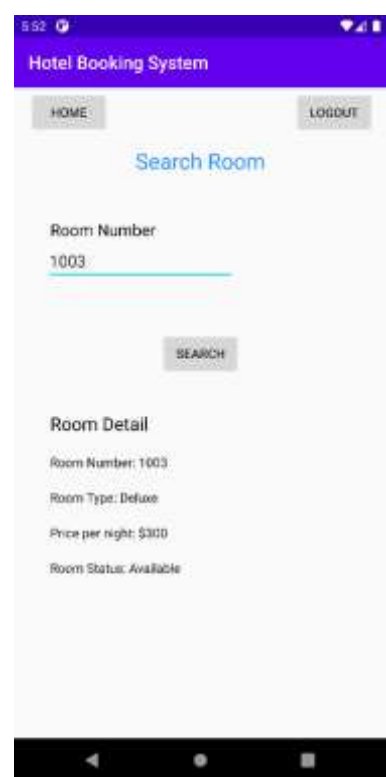 5:52
Hotel Booking System
HOME
LOGOUT
Search Room
Room Number
1003
SEARCH
Room Detail
Room Number: 1003
Room Type: Deluxe
Price per night: $300
Room Status: Available